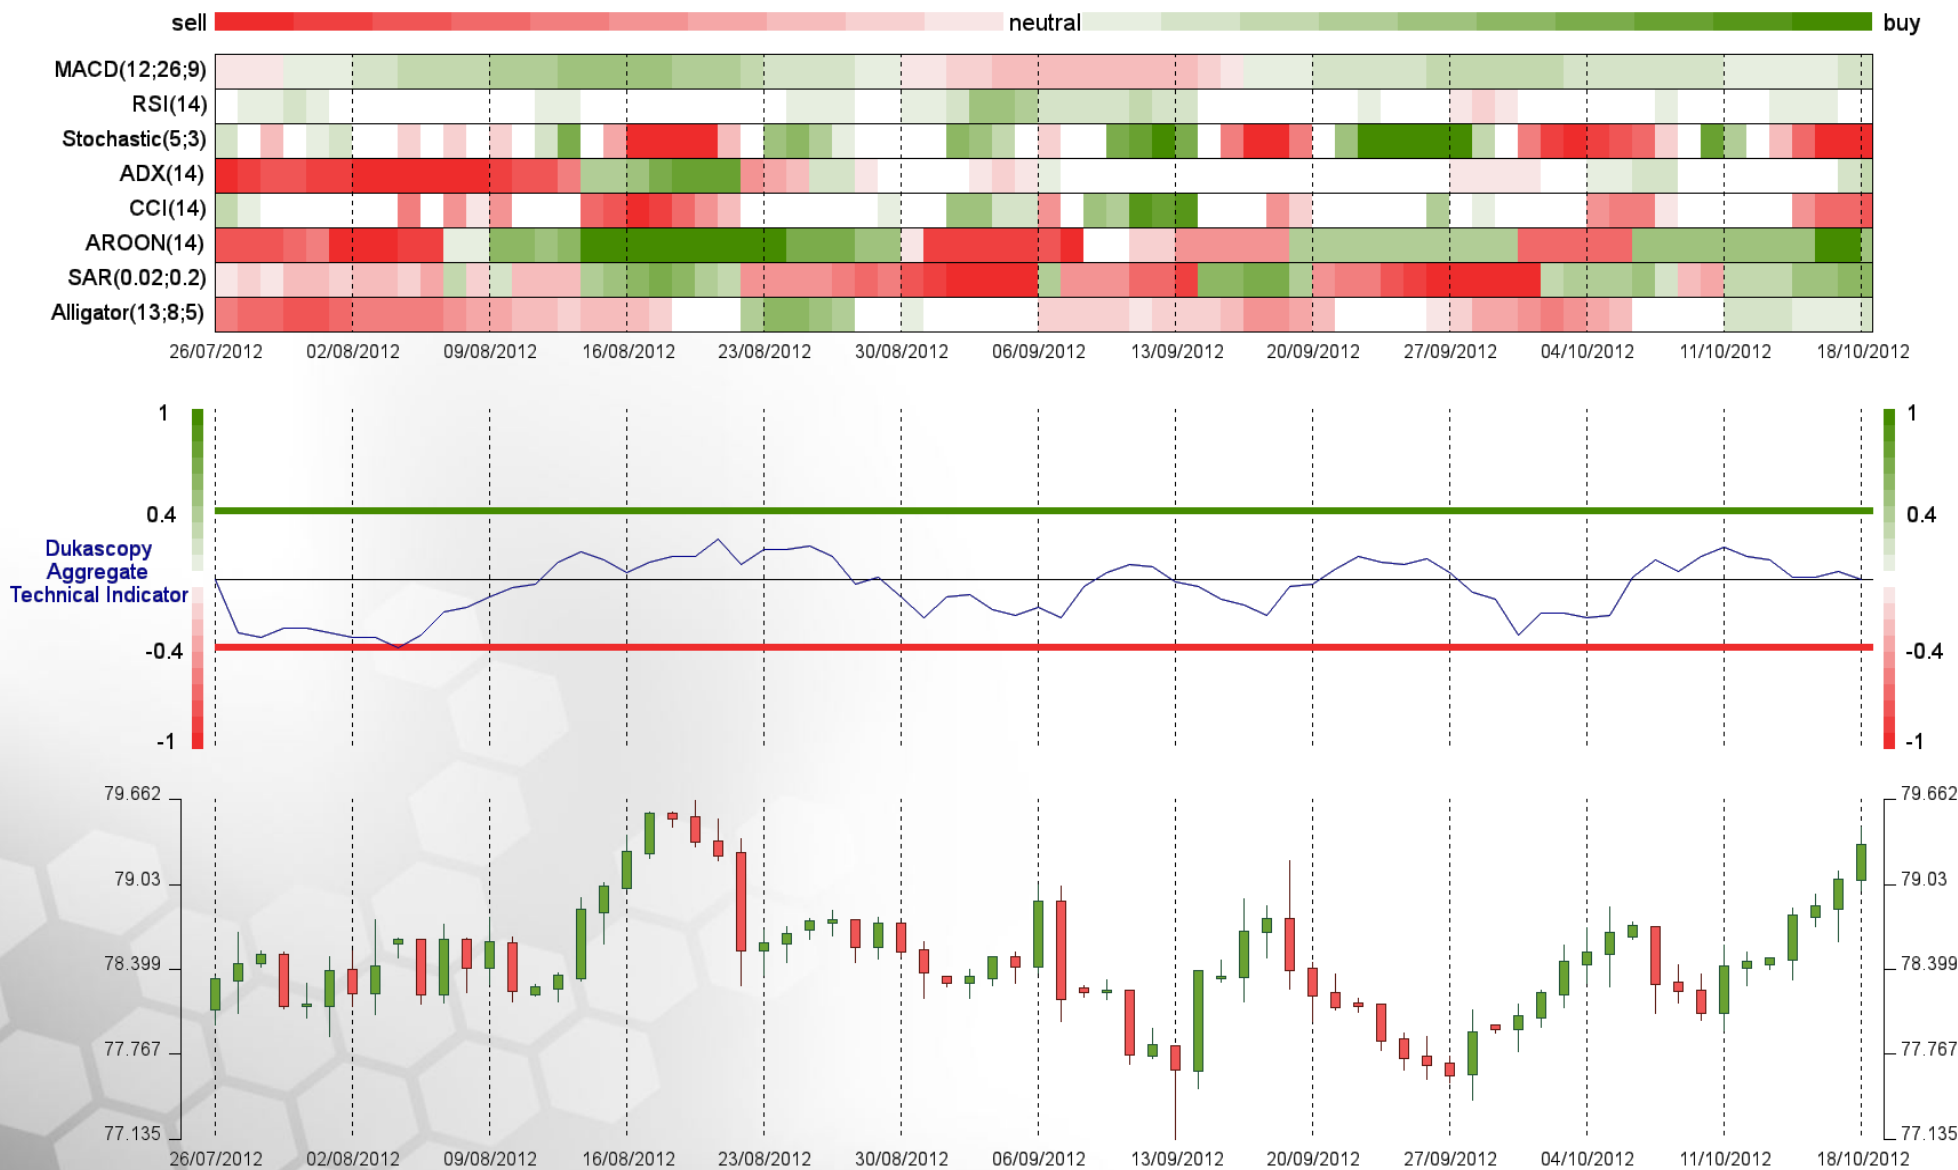 sell neutral buy
MACD(12;26;9)
RSI(14)
Stochastic(5;3)
ADX(14)
CCI(14)
AROON(14)
SAR(0.02;0.2)
Alligator(13;8;5)
26/07/2012 02/08/2012 09/08/2012 16/08/2012 23/08/2012 30/08/2012 06/09/2012 13/09/2012 20/09/2012 27/09/2012 04/10/2012 11/10/2012 18/10/2012
1 1
0.4 0.4
Dukascopy
Aggregate
Technical Indicator
-0.4 -0.4
-1 -1
79.662 79.662
79.03 79.03
78.399 78.399
77.767 77.767
77.135 77.135
26/07/2012 02/08/2012 09/08/2012 16/08/2012 23/08/2012 30/08/2012 06/09/2012 13/09/2012 20/09/2012 27/09/2012 04/10/2012 11/10/2012 18/10/2012